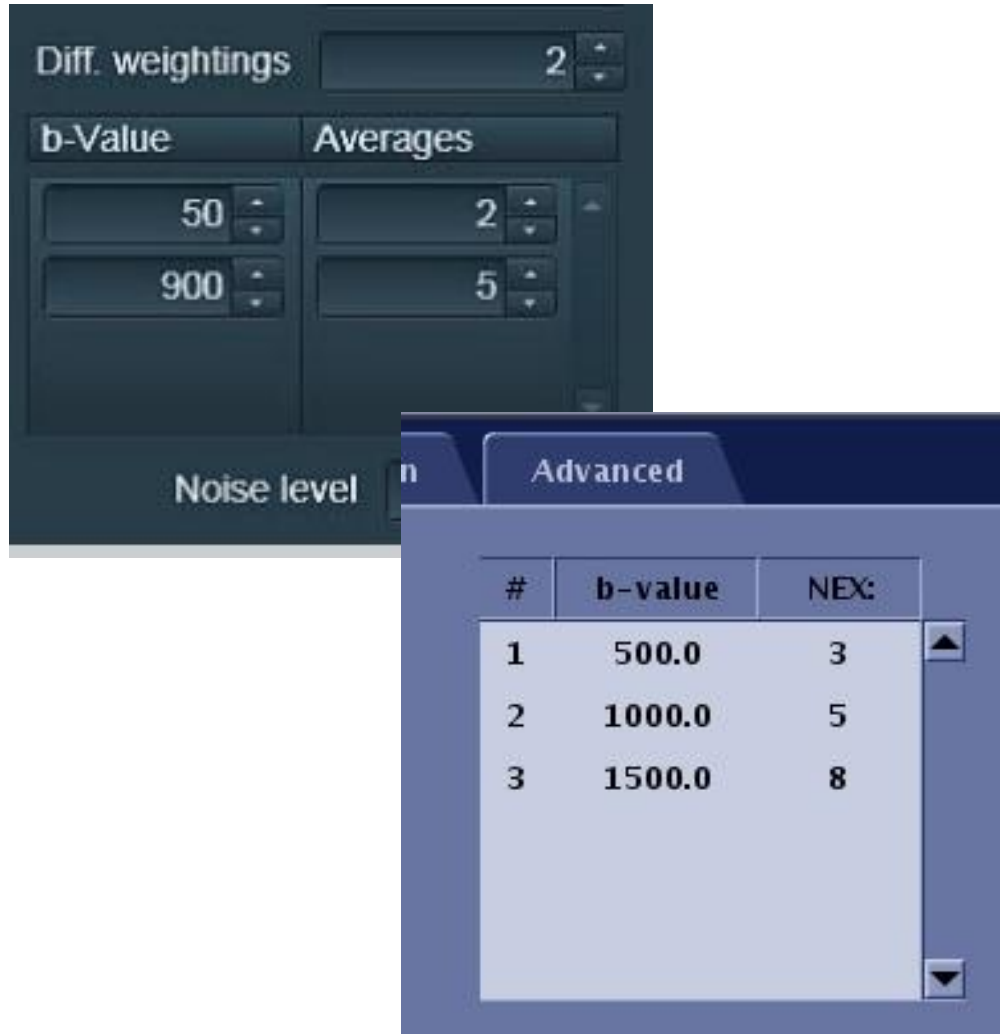 Diff. weightings 2
b-Value Averages
50 2
900 5
Noise level
n Advanced
# b-value NEX:
1 500.0 3
2 1000.0 5
3 1500.0 8